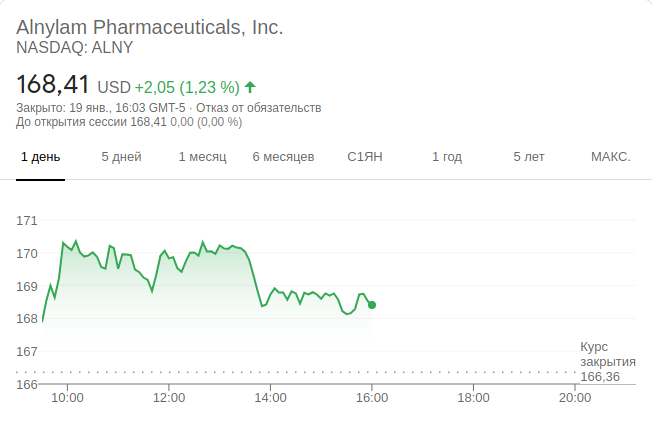 Alnylam Pharmaceuticals, Inc.
NASDAQ: ALNY
168,41 USD +2,05 (1,23 %)
Закрыто: 19 янв., 16:03 GMT-5 · Отказ от обязательств
До открытия сессии 168,41 0,00 (0,00 %)
1 день 5 дней 1 месяц 6 месяцев С1ЯН 1 год 5 лет МАКС.
171
170
169
168
167
166
Курс
закрытия
166,36
10:00 12:00 14:00 16:00 18:00 20:00